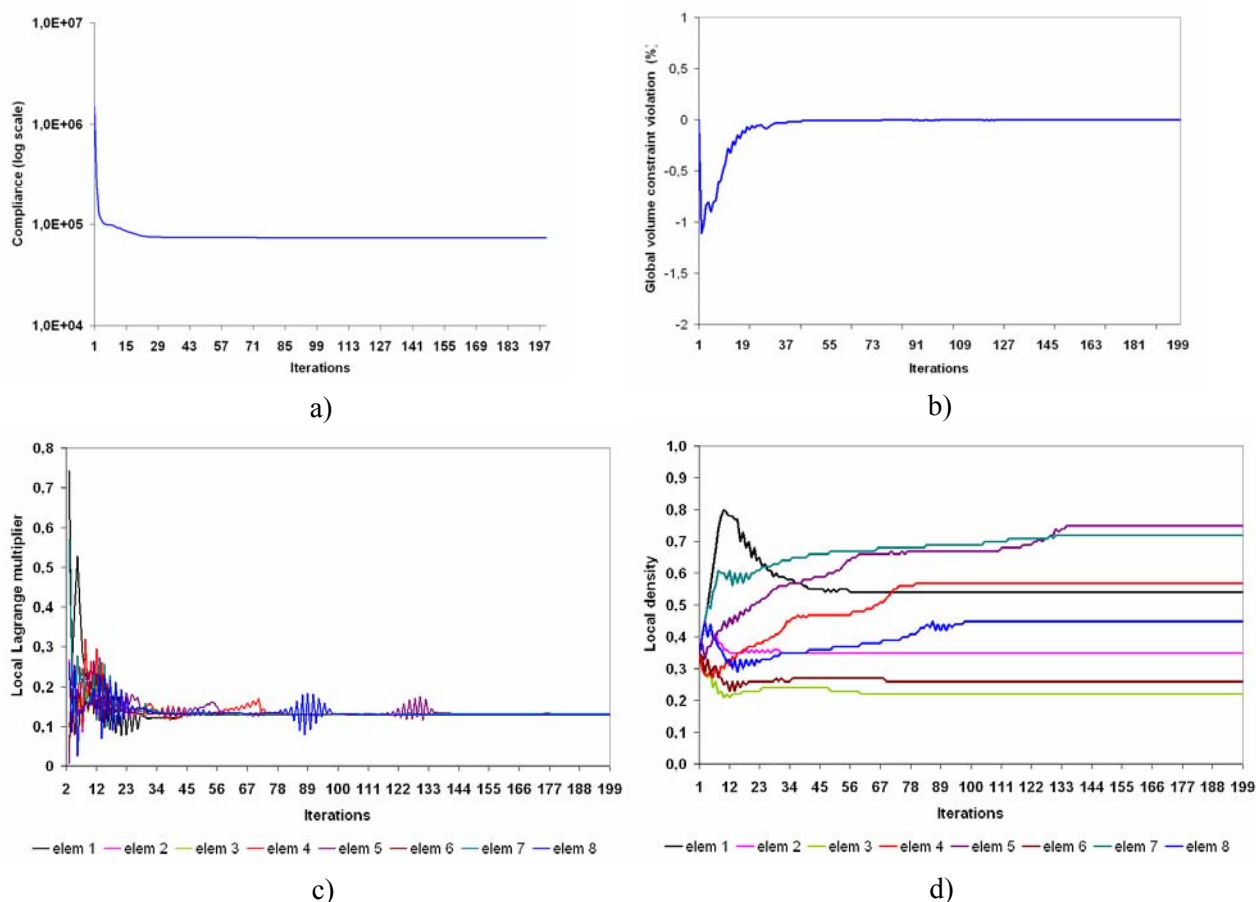 1,0E+07
1,0E+06
1,0E+05
1,0E+04
Compliance (log scale)
1 15 29 43 57 71 85 99 113 127 141 155 169 183 197
Iterations
a)
1
0,5
0
-0,5
-1
-1,5
-2
Global volume constraint violation (%)
1 19 37 55 73 91 109 127 145 163 181 199
Iterations
b)
0,8
0,7
0,6
0,5
0,4
0,3
0,2
0,1
0
Local Lagrange multiplier
2 12 23 34 45 56 67 78 89 100 111 122 133 144 155 166 177 188 199
Iterations
elem 1 elem 2 elem 3 elem 4 elem 5 elem 6 elem 7 elem 8
c)
1,0
0,9
0,8
0,7
0,6
0,5
0,4
0,3
0,2
0,1
0,0
Local density
1 12 23 34 45 56 67 78 89 100 111 122 133 144 155 166 177 188 199
Iterations
elem 1 elem 2 elem 3 elem 4 elem 5 elem 6 elem 7 elem 8
d)